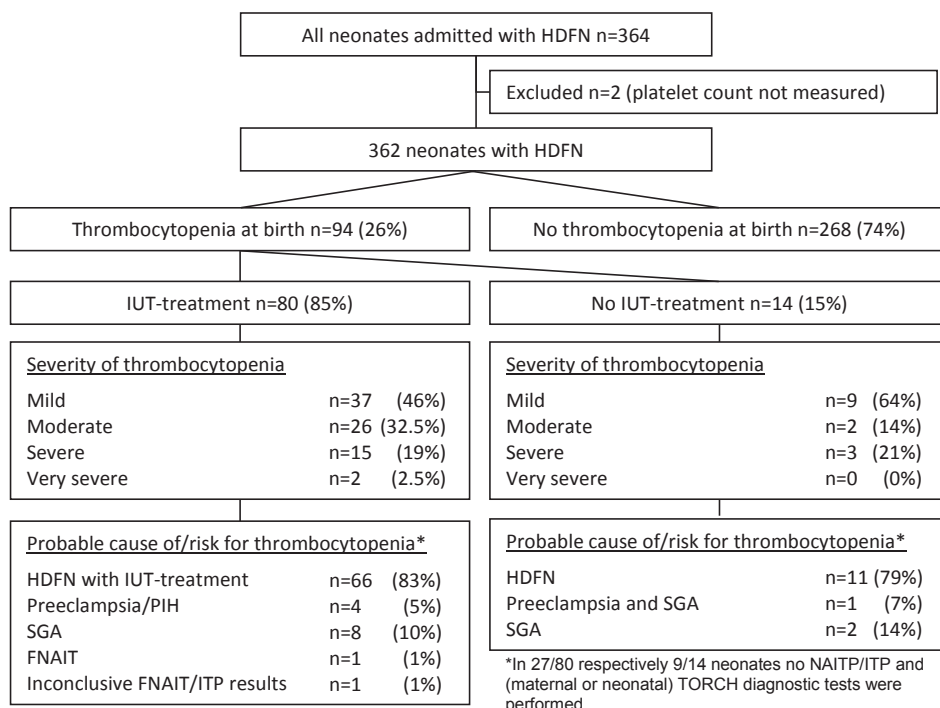 All neonates admitted with HDFN n=364
Excluded n=2 (platelet count not measured)
362 neonates with HDFN
Thrombocytopenia at birth n=94 (26%)
No thrombocytopenia at birth n=268 (74%)
IUT-treatment n=80 (85%)
No IUT-treatment n=14 (15%)
Severity of thrombocytopenia
Mild n=37 (46%)
Moderate n=26 (32.5%)
Severe n=15 (19%)
Very severe n=2 (2.5%)
Severity of thrombocytopenia
Mild n=9 (64%)
Moderate n=2 (14%)
Severe n=3 (21%)
Very severe n=0 (0%)
Probable cause of/risk for thrombocytopenia*
HDFN with IUT-treatment n=66 (83%)
Preeclampsia/PIH n=4 (5%)
SGA n=8 (10%)
FNAIT n=1 (1%)
Inconclusive FNAIT/ITP results n=1 (1%)
Probable cause of/risk for thrombocytopenia*
HDFN n=11 (79%)
Preeclampsia and SGA n=1 (7%)
SGA n=2 (14%)
*In 27/80 respectively 9/14 neonates no NAITP/ITP and
(maternal or neonatal) TORCH diagnostic tests were
performed